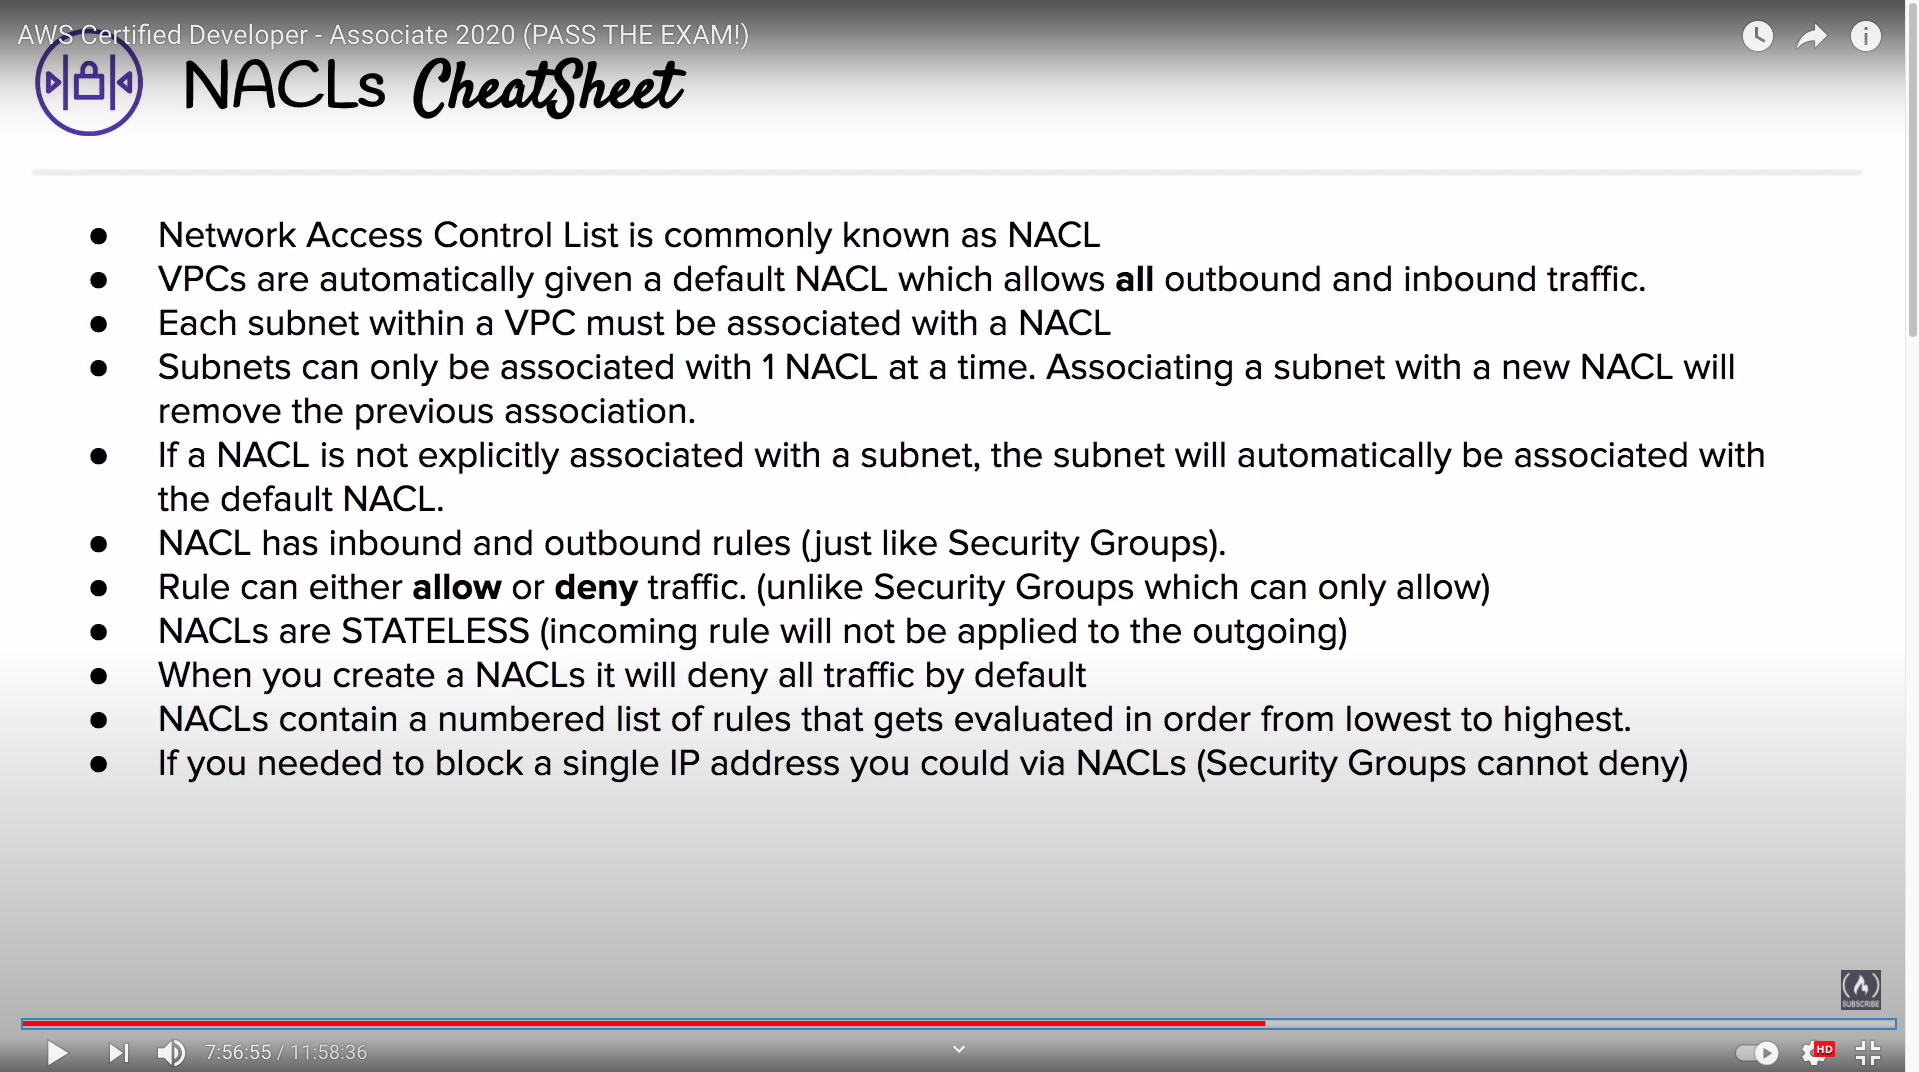 AWS Certified Developer - Associate 2020 (PASS THE EXAM!)
NACLs CheatSheet
● Network Access Control List is commonly known as NACL
● VPCs are automatically given a default NACL which allows all outbound and inbound traffic.
● Each subnet within a VPC must be associated with a NACL
● Subnets can only be associated with 1 NACL at a time. Associating a subnet with a new NACL will
remove the previous association.
● If a NACL is not explicitly associated with a subnet, the subnet will automatically be associated with
the default NACL.
● NACL has inbound and outbound rules (just like Security Groups).
● Rule can either allow or deny traffic. (unlike Security Groups which can only allow)
● NACLs are STATELESS (incoming rule will not be applied to the outgoing)
● When you create a NACLs it will deny all traffic by default
● NACLs contain a numbered list of rules that gets evaluated in order from lowest to highest.
● If you needed to block a single IP address you could via NACLs (Security Groups cannot deny)
SUBSCRIBE
7:56:55 / 11:58:36
HD